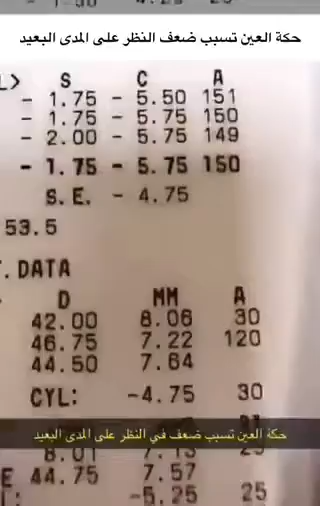 حكة العين تسبب ضعف النظر على المدى البعيد
S C A
- 1.75 - 5.50 151
- 1.75 - 5.75 150
- 2.00 - 5.75 149
- 1.75 - 5.75 150
S.E. - 4.75
53.5
. DATA
D MM A
42.00 8.06 30
46.75 7.22 120
44.50 7.64
CYL: -4.75 30
حكة العين تسبب ضعف في النظر على المدى البعيد
E 44.75 7.57
-5.25 25